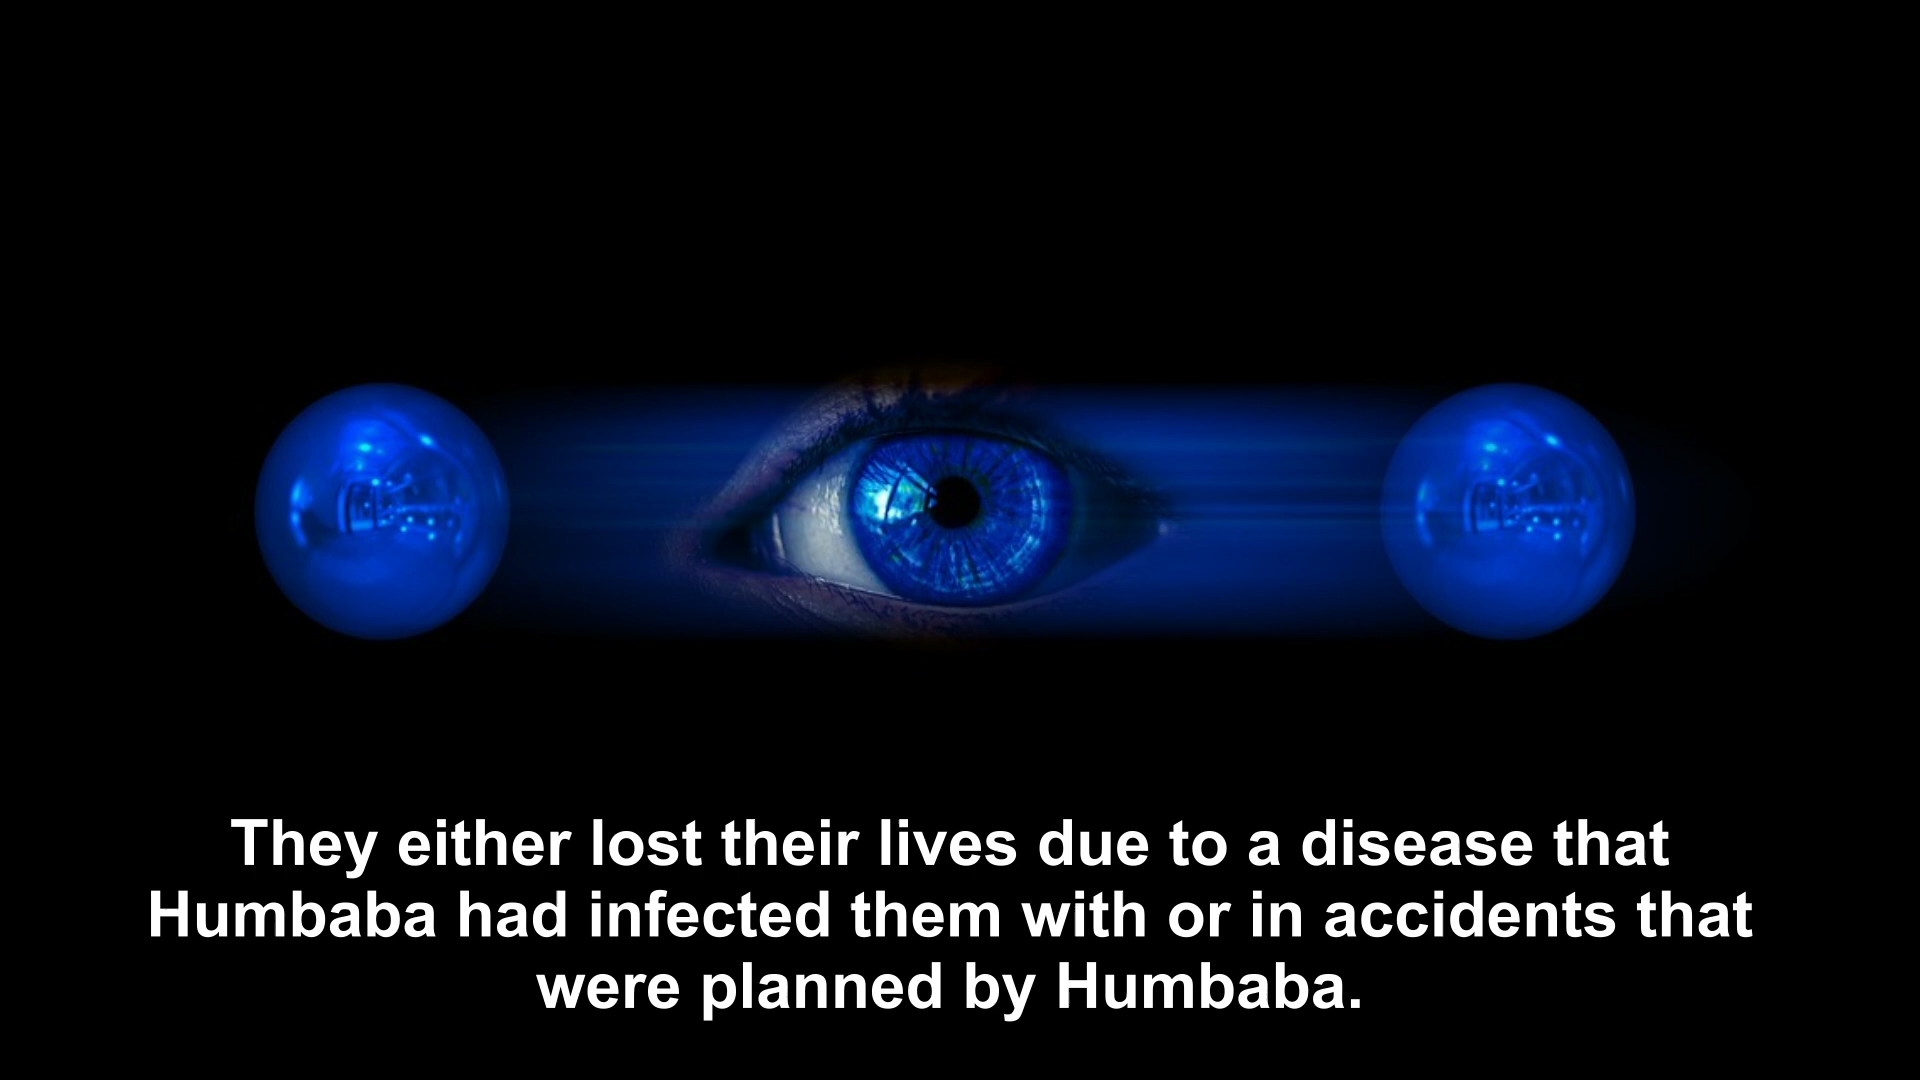 They either lost their lives due to a disease that
Humbaba had infected them with or in accidents that
were planned by Humbaba.